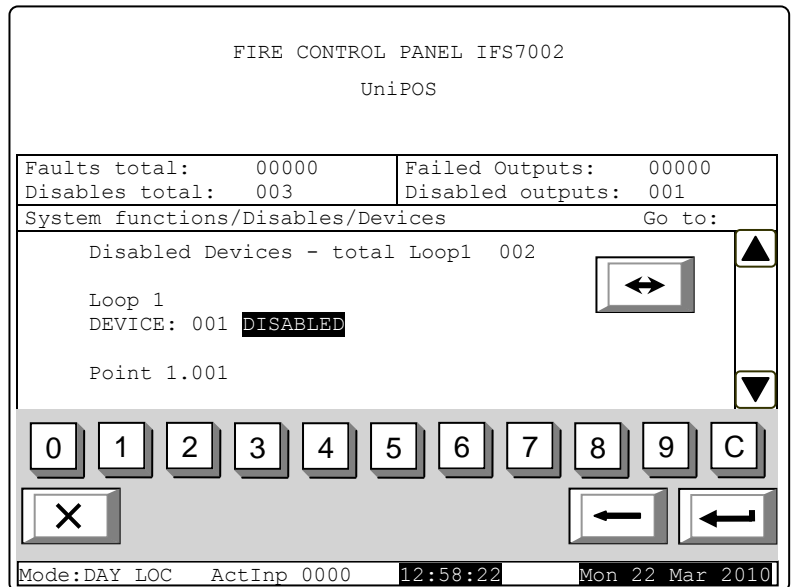 FIRE CONTROL PANEL IFS7002
UniPOS
Faults total: 00000 Failed Outputs: 00000
Disables total: 003 Disabled outputs: 001
System functions/Disables/Devices Go to:
Disabled Devices - total Loop1 002
Loop 1
DEVICE: 001 DISABLED
Point 1.001
0 1 2 3 4 5 6 7 8 9 C
Mode:DAY LOC ActInp 0000 12:58:22 Mon 22 Mar 2010